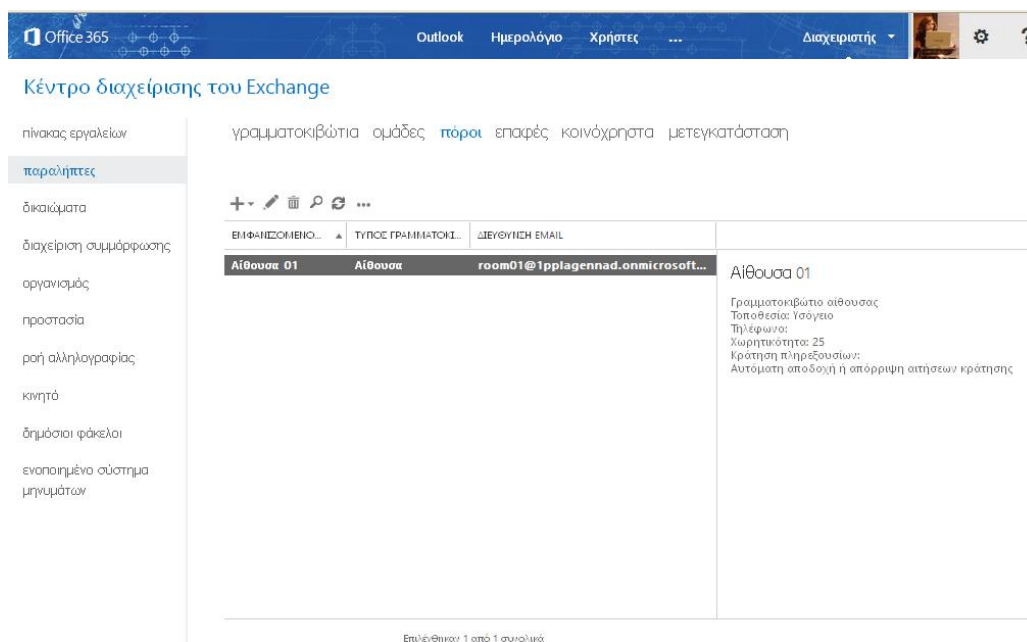 Office 365 Outlook Ημερολόγιο Χρήστες ... Διαχειριστής ?
Κέντρο διαχείρισης του Exchange
πίνακας εργαλείων
παραλήπτες
δικαιώματα
διαχείριση συμμόρφωσης
οργανισμός
προστασία
ροή αλληλογραφίας
κινητό
δημόσιοι φάκελοι
ενοποιημένο σύστημα
μηνυμάτων
γραμματοκιβώτια ομάδες πόροι επαφές κοινόχρηστα μετεγκατάσταση
ΕΜΦΑΝΙΖΟΜΕΝΟ... ΤΥΠΟΣ ΓΡΑΜΜΑΤΟΚΙ... ΔΙΕΥΘΥΝΣΗ EMAIL
Αίθουσα 01 Αίθουσα room01@1pplagennad.onmicrosoft...
Αίθουσα 01
Γραμματοκιβώτιο αίθουσας
Τοποθεσία: Υσόγειο
Τηλέφωνο:
Χωρητικότητα: 25
Κράτηση πληρεξουσίων:
Αυτόματη αποδοχή ή απόρριψη αιτήσεων κράτησης
Επιλέχθηκαν 1 από 1 συνολικά